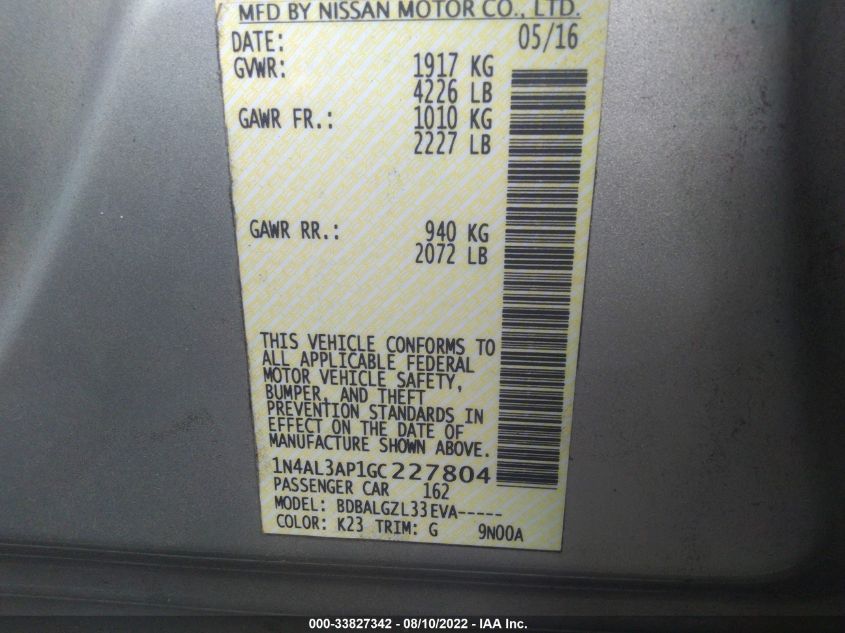 MFD BY NISSAN MOTOR CO., LTD.
DATE: 05/16
GVWR: 1917 KG
4226 LB
GAWR FR.: 1010 KG
2227 LB
GAWR RR.: 940 KG
2072 LB
THIS VEHICLE CONFORMS TO
ALL APPLICABLE FEDERAL
MOTOR VEHICLE SAFETY,
BUMPER, AND THEFT
PREVENTION STANDARDS IN
EFFECT ON THE DATE OF
MANUFACTURE SHOWN ABOVE.
1N4AL3AP1GC227804
PASSENGER CAR 162
MODEL: BDBALGZL33EVA-----
COLOR: K23 TRIM: G 9N00A
000-33827342 - 08/10/2022 - IAA Inc.